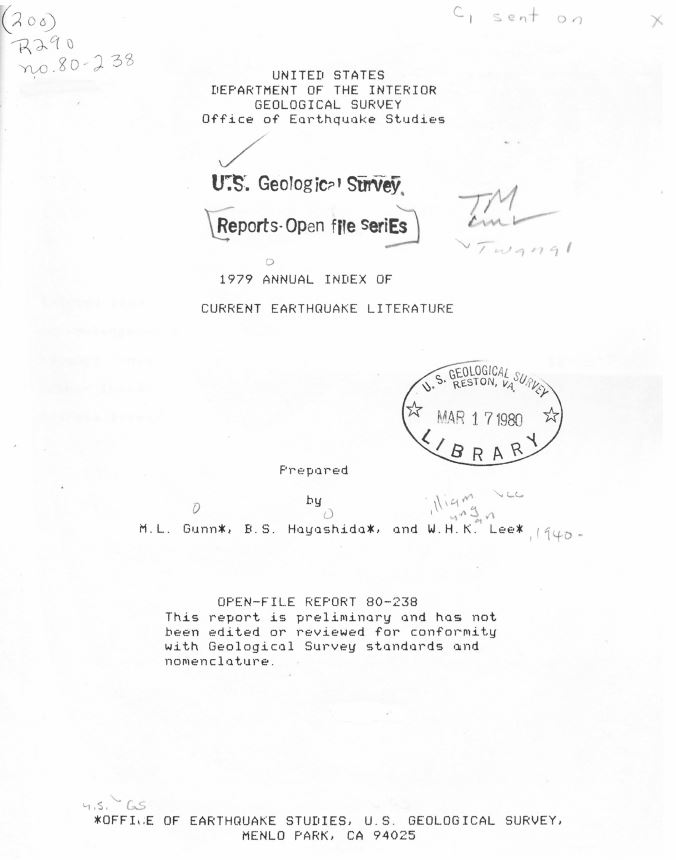 (200)
R290
no.80-238
C1 sent on x
UNITED STATES
DEPARTMENT OF THE INTERIOR
GEOLOGICAL SURVEY
Office of Earthquake Studies
U.S. Geological Survey.
[Reports-Open file Series]
TM
1979 ANNUAL INDEX OF
CURRENT EARTHQUAKE LITERATURE
U. S. GEOLOGICAL SURVEY
RESTON, VA.
MAR 17 1980
LIBRARY
Prepared
by
illiam
M.L. Gunn*, B.S. Hayashida*, and W.H.K. Lee* ,1940-
OPEN-FILE REPORT 80-238
This report is preliminary and has not
been edited or reviewed for conformity
with Geological Survey standards and
nomenclature.
U.S. GS
*OFFICE OF EARTHQUAKE STUDIES, U.S. GEOLOGICAL SURVEY,
MENLO PARK, CA 94025